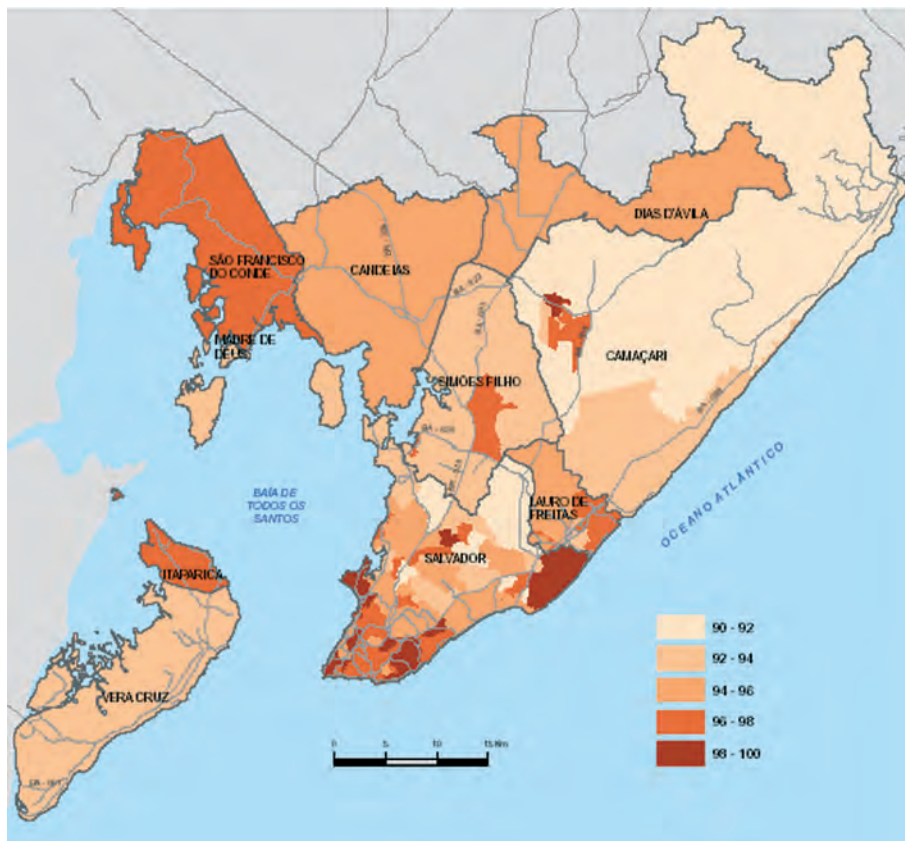 DIAS D'ÁVILA
SÃO FRANCISCO
DO CONDE
CANDEIAS
MADRE DE
DEUS
CAMAÇARI
SIMÕES FILHO
BAÍA DE
TODOS OS
SANTOS
LAURO DE
FREITAS
OCEANO ATLÂNTICO
SALVADOR
ITAPARICA
VERA CRUZ
90 - 92
92 - 94
94 - 96
96 - 98
98 - 100
0 5 10 15 Km